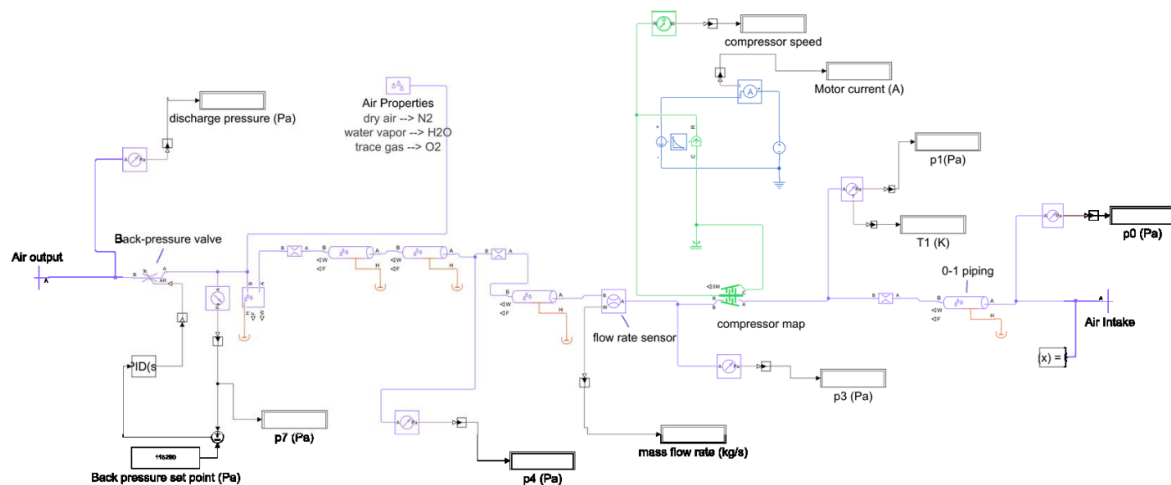 compressor speed
Motor current (A)
discharge pressure (Pa)
Air Properties
dry air --> N2
water vapor --> H2O
trace gas --> O2
p1(Pa)
T1 (K)
p0 (Pa)
Back-pressure valve
Air output
0-1 piping
flow rate sensor
compressor map
Air Intake
(x) =
PID(s
p3 (Pa)
p7 (Pa)
mass flow rate (kg/s)
Back pressure set point (Pa)
p4 (Pa)